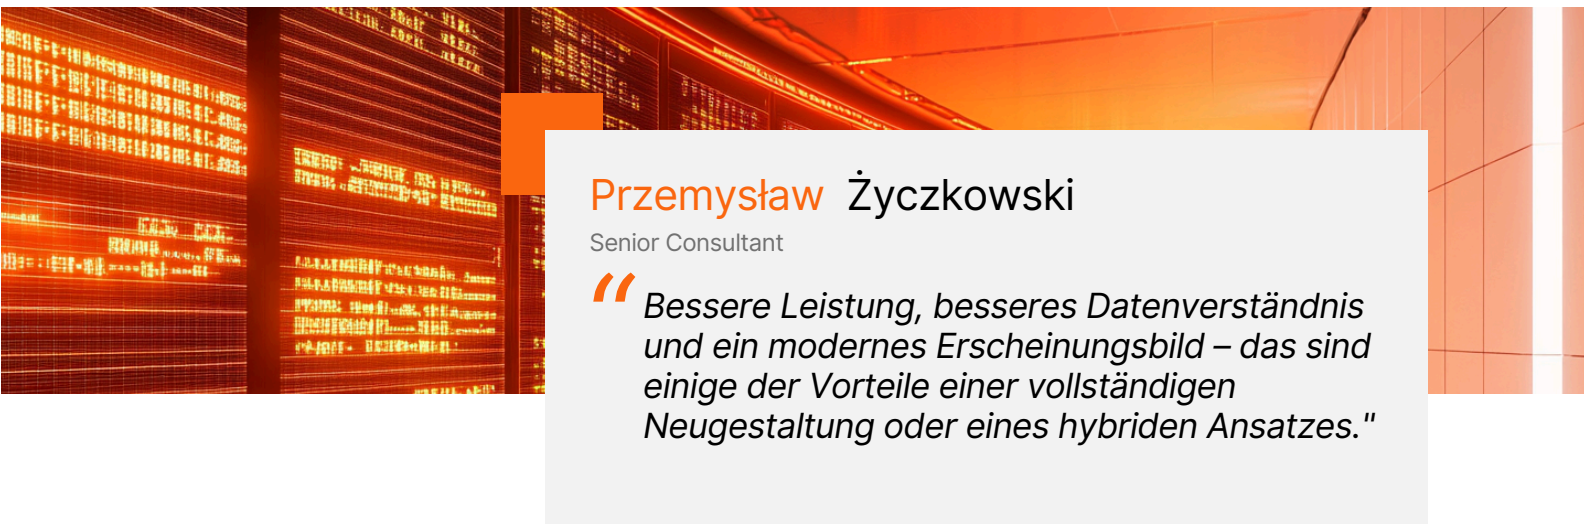 Przemysław Życzkowski
Senior Consultant
“Bessere Leistung, besseres Datenverständnis
und ein modernes Erscheinungsbild – das sind
einige der Vorteile einer vollständigen
Neugestaltung oder eines hybriden Ansatzes."